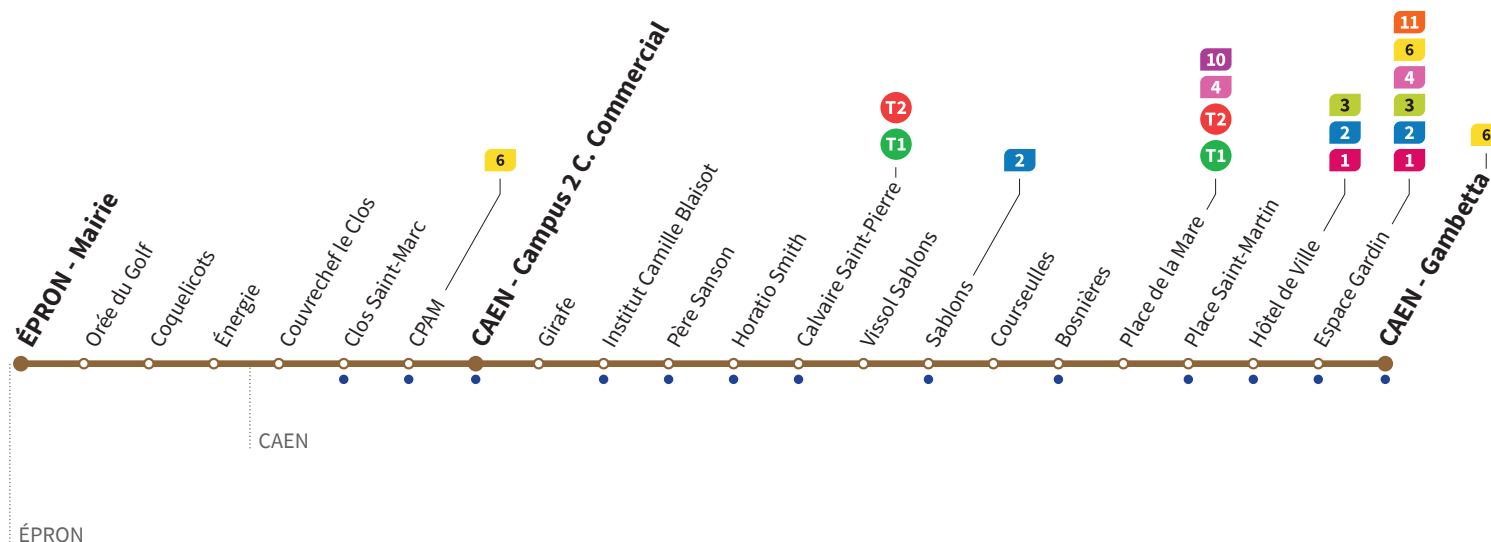 ÉPRON - Mairie
Orée du Golf
Coquelicots
Énergie
Couvrechef le Clos
Clos Saint-Marc
CPAM
6
CAEN - Campus 2 C. Commercial
Girafe
Institut Camille Blaisot
Père Sanson
Horatio Smith
Calvaire Saint-Pierre
T2
T1
Vissol Sablons
Sablons
2
Courseulles
Bosnières
Place de la Mare
10
4
T2
T1
Place Saint-Martin
Hôtel de Ville
3
2
1
Espace Gardin
11
6
4
3
2
1
CAEN - Gambetta
6
CAEN
ÉPRON